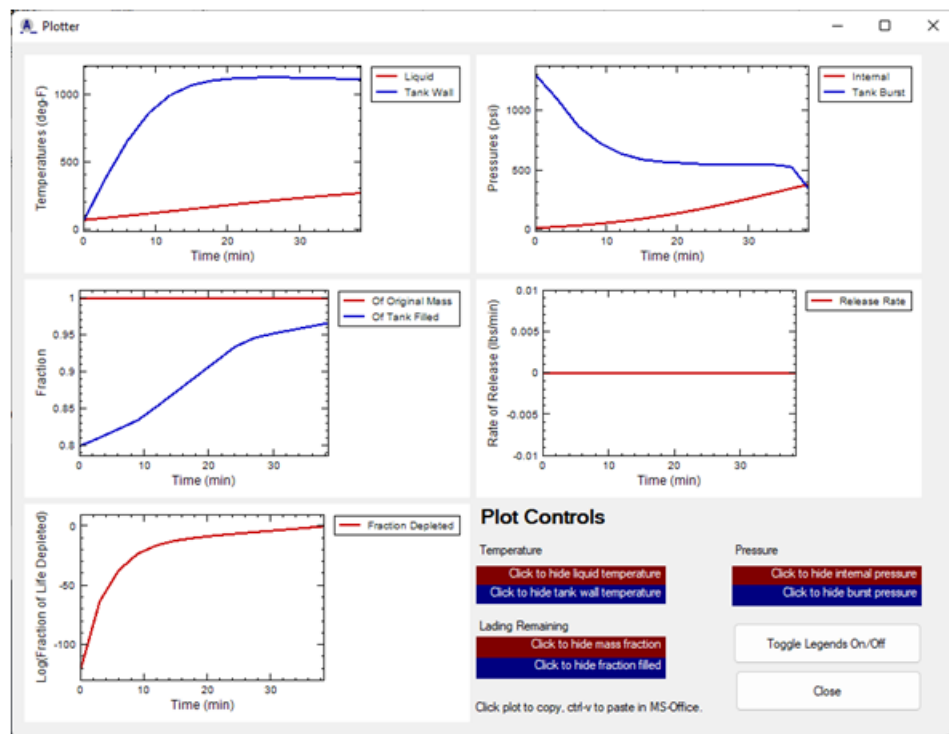 Plotter
Temperatures (deg-F)
1000
500
0
0 10 20 30
Time (min)
Liquid
Tank Wall
Pressures (psi)
1000
500
0
0 10 20 30
Time (min)
Internal
Tank Burst
Fraction
1
0.95
0.9
0.85
0.8
0 10 20 30
Time (min)
Of Original Mass
Of Tank Filled
Rate of Release (lbs/min)
0.01
0.005
0
-0.005
-0.01
0 10 20 30
Time (min)
Release Rate
Log(Fraction of Life Depleted)
0
-50
-100
0 10 20 30
Time (min)
Fraction Depleted
Plot Controls
Temperature
Click to hide liquid temperature
Click to hide tank wall temperature
Pressure
Click to hide internal pressure
Click to hide burst pressure
Lading Remaining
Click to hide mass fraction
Click to hide fraction filled
Toggle Legends On/Off
Close
Click plot to copy, ctrl-v to paste in MS-Office.